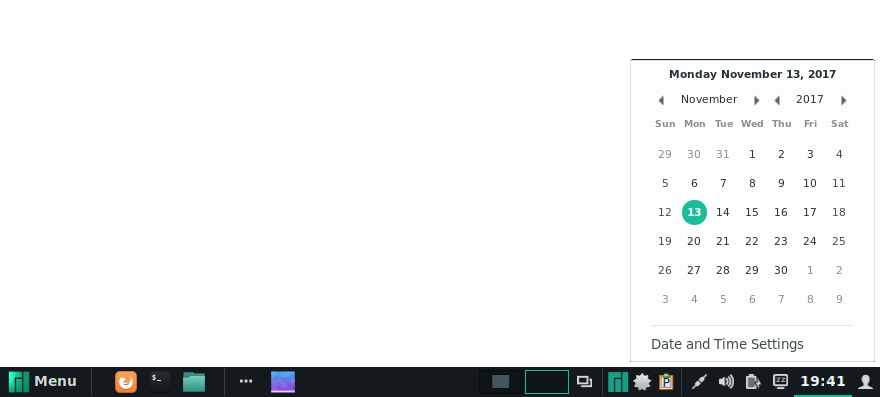 Monday November 13, 2017
November 2017
Sun Mon Tue Wed Thu Fri Sat
29 30 31 1 2 3 4
5 6 7 8 9 10 11
12 13 14 15 16 17 18
19 20 21 22 23 24 25
26 27 28 29 30 1 2
3 4 5 6 7 8 9
Date and Time Settings
Menu $_ ... P zz 19:41